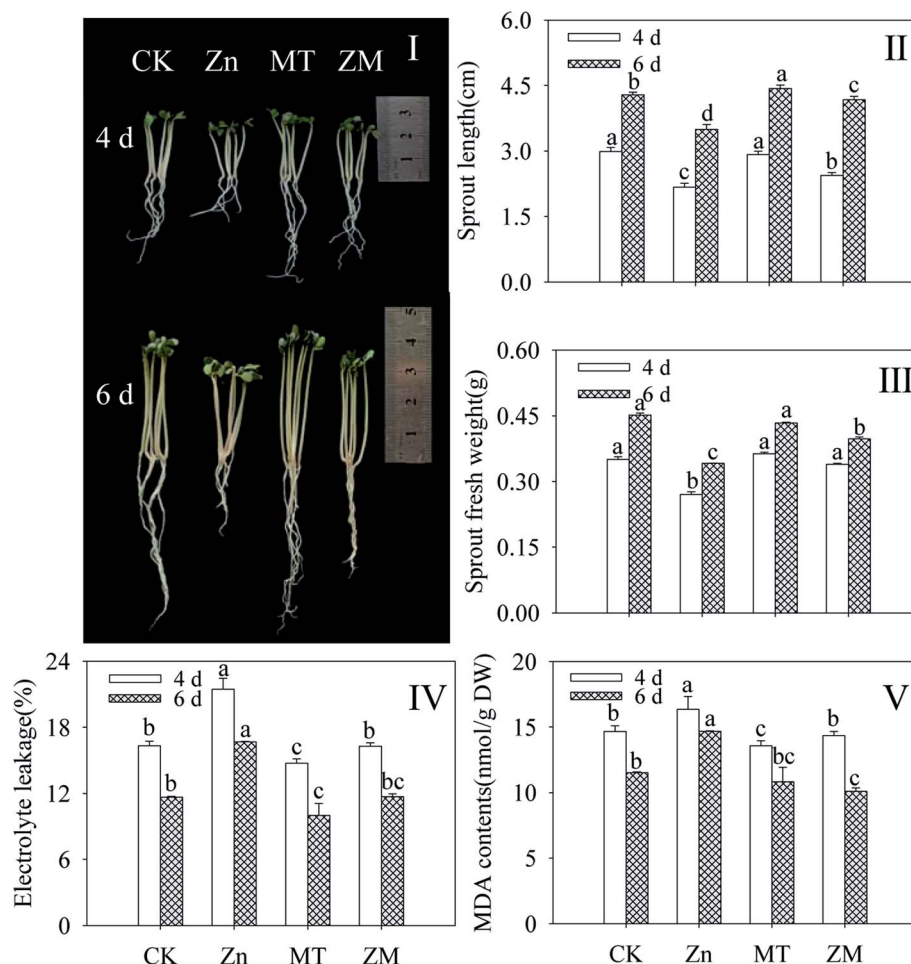 I
CK Zn MT ZM
4 d
1 2 3
6 d
1 2 3 4 5
II
4 d
6 d
Sprout length(cm)
6.0
4.5
3.0
1.5
0.0
a b c d a a b c
III
4 d
6 d
Sprout fresh weight(g)
0.60
0.45
0.30
0.15
0.00
a a b c a a a b
IV
4 d
6 d
Electrolyte leakage(%)
24
18
12
6
0
b b a a c c b bc
CK Zn MT ZM
V
4 d
6 d
MDA contents(nmol/g DW)
20
15
10
5
0
b b a a c bc b c
CK Zn MT ZM